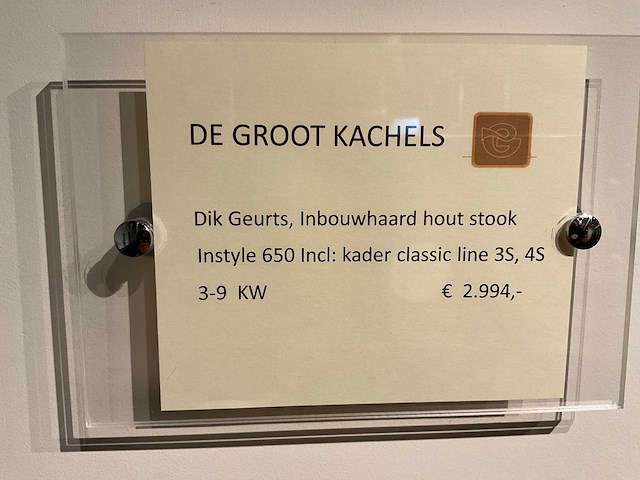 DE GROOT KACHELS
Dik Geurts, Inbouwhaard hout stook
Instyle 650 Incl: kader classic line 3S, 4S
3-9 KW € 2.994,-